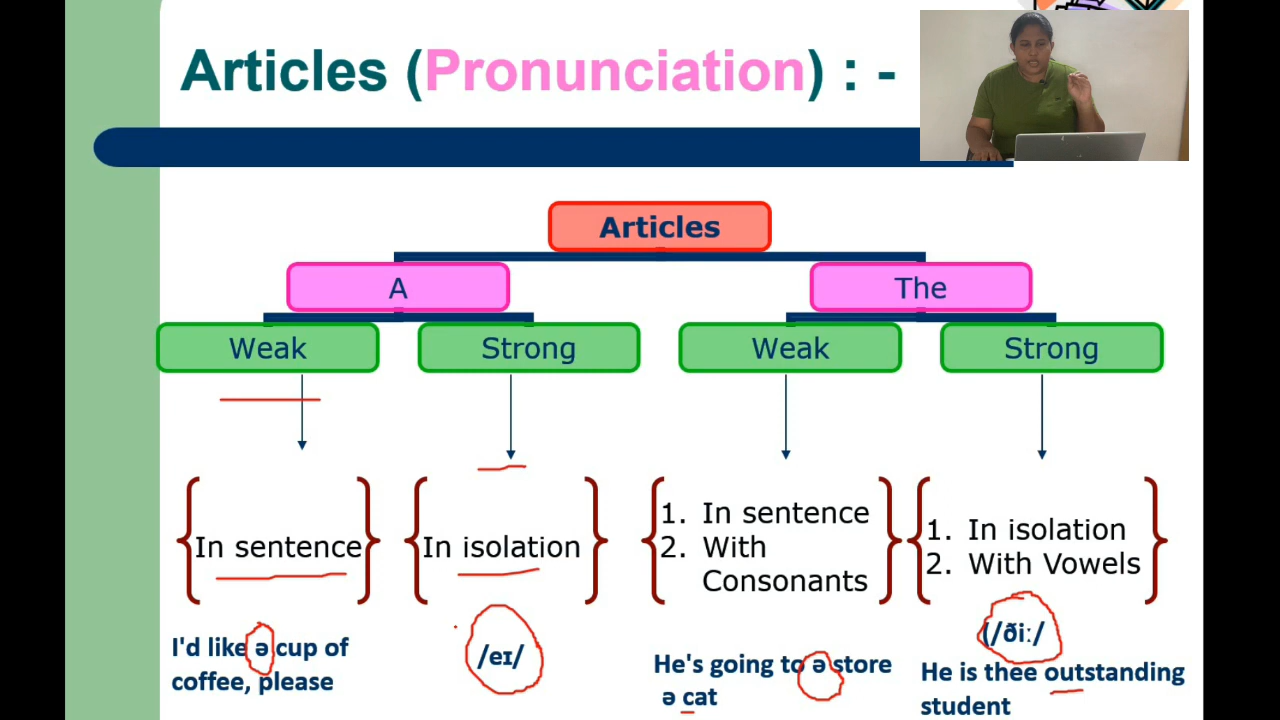 Articles (Pronunciation) : -
Articles
A
The
Weak
Strong
Weak
Strong
In sentence
In isolation
1. In sentence
2. With
Consonants
1. In isolation
2. With Vowels
I'd like ə cup of
coffee, please
/eɪ/
He's going to ə store
ə cat
(/ðiː/
He is thee outstanding
student